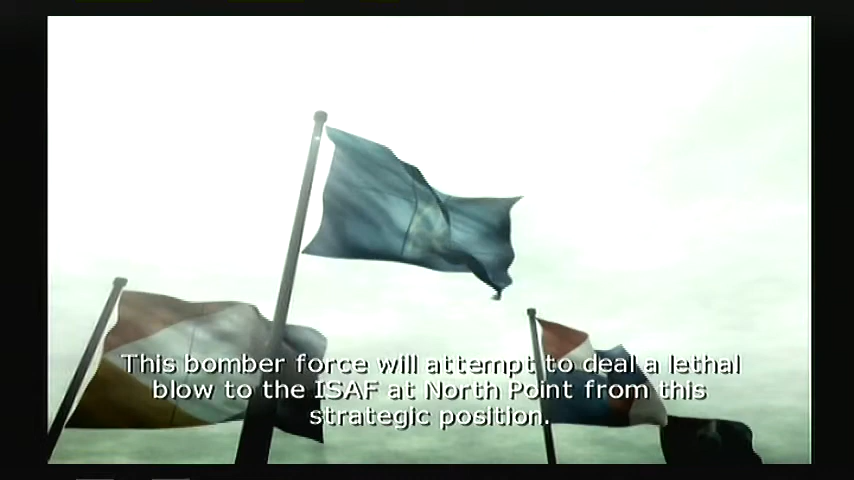 This bomber force will attempt to deal a lethal
blow to the ISAF at North Point from this
strategic position.